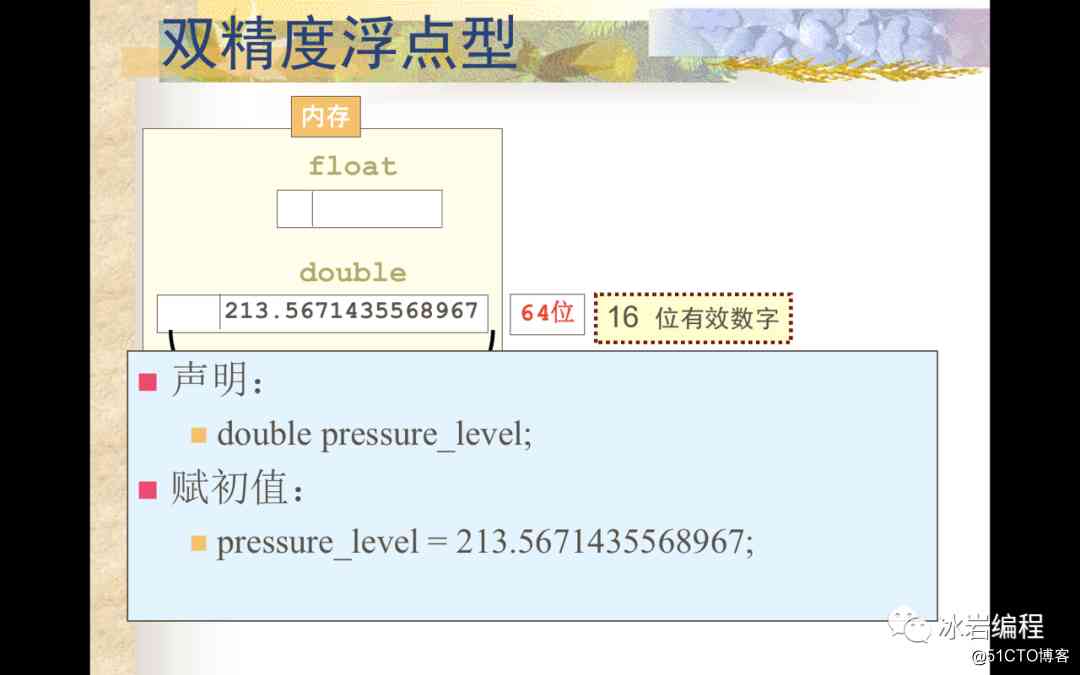 双精度浮点型
内存
float
double
213.5671435568967
64位
16 位有效数字
声明：
double pressure_level;
赋初值：
pressure_level = 213.5671435568967;
冰岩编程
@51CTO博客